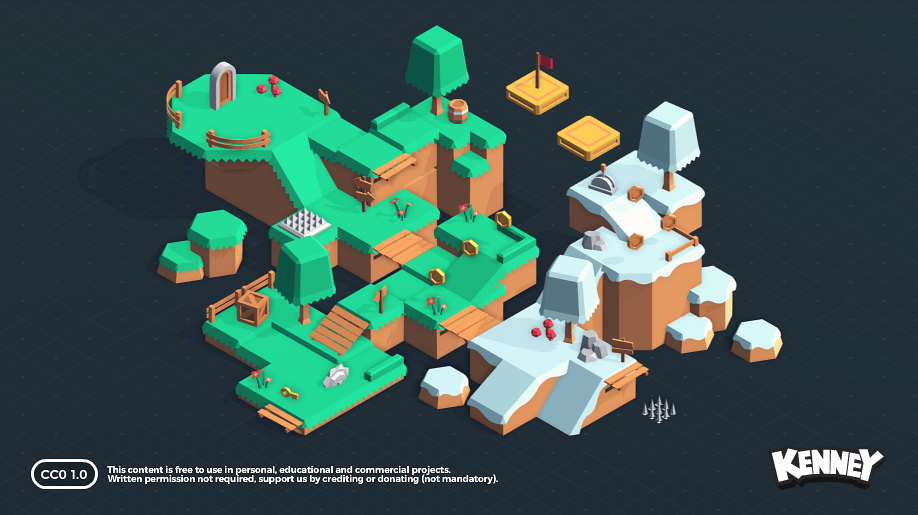 CC0 1.0
This content is free to use in personal, educational and commercial projects.
Written permission not required, support us by crediting or donating (not mandatory).
KENNEY